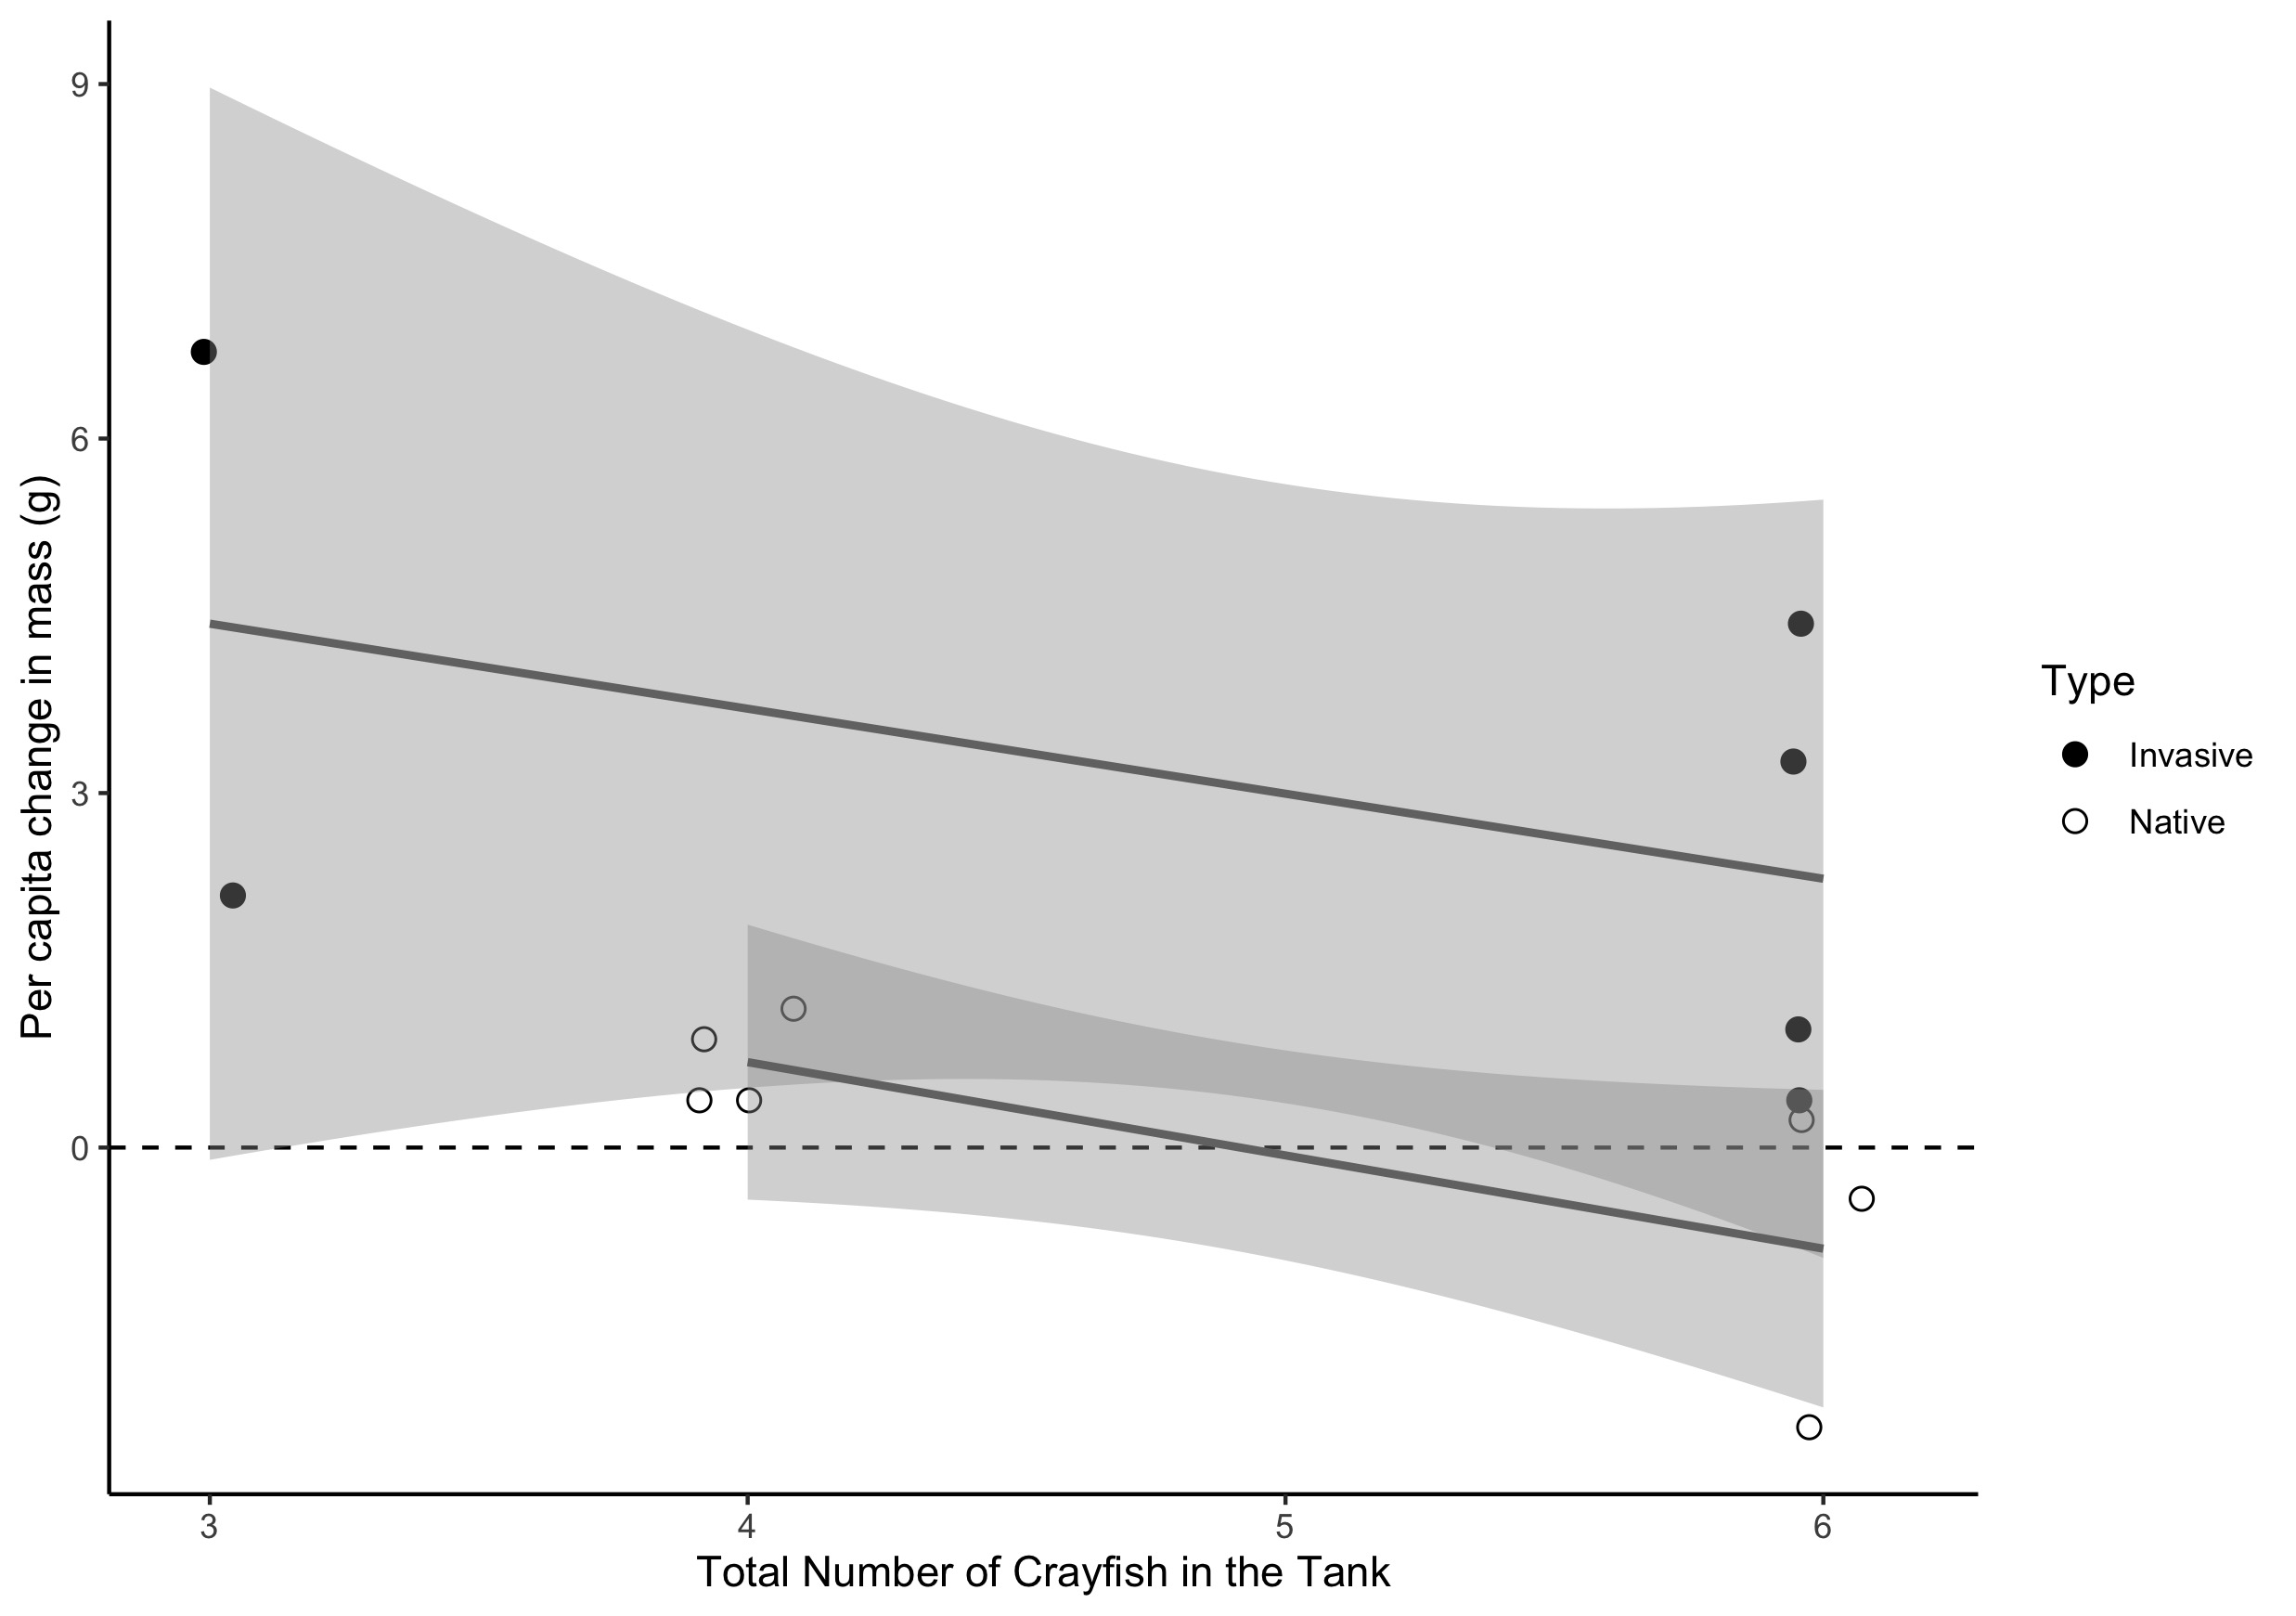 Per capita change in mass (g)
9
6
3
0
3 4 5 6
Total Number of Crayfish in the Tank
Type
Invasive
Native